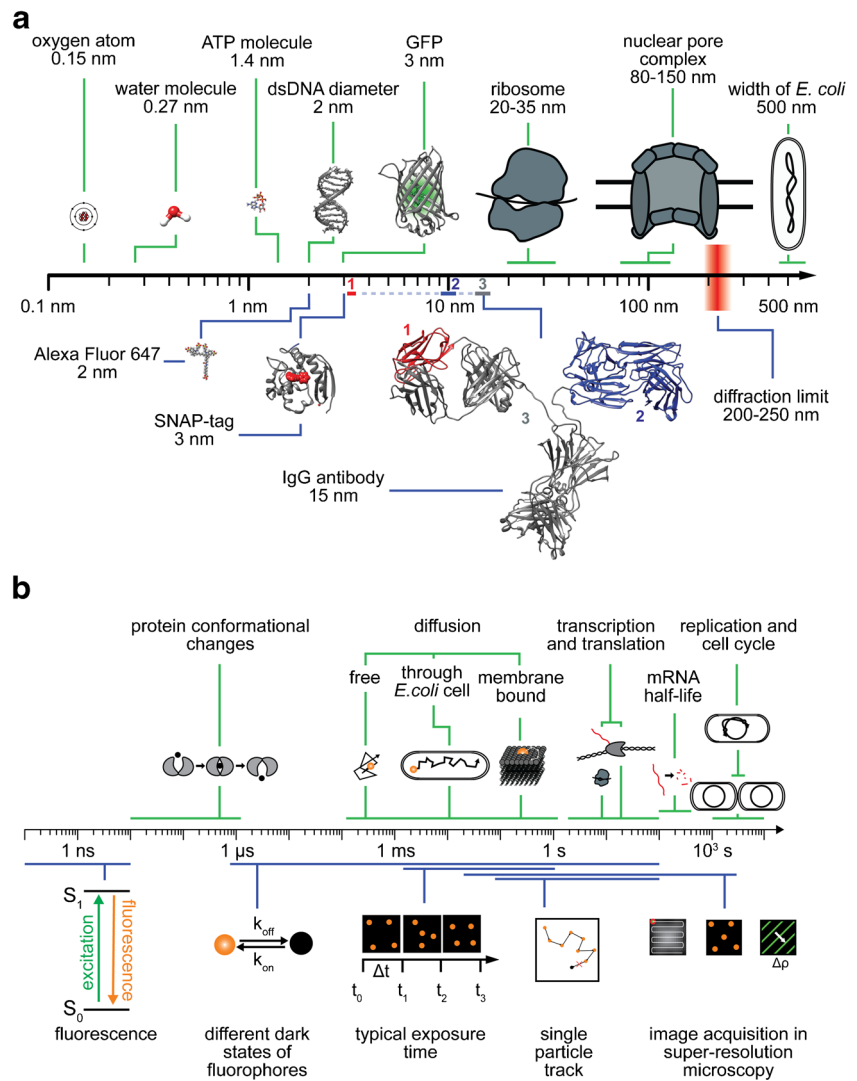 a
oxygen atom
0.15 nm
water molecule
0.27 nm
ATP molecule
1.4 nm
dsDNA diameter
2 nm
GFP
3 nm
ribosome
20-35 nm
nuclear pore
complex
80-150 nm
width of E. coli
500 nm
0.1 nm
1 nm
10 nm
100 nm
500 nm
1
2
3
Alexa Fluor 647
2 nm
SNAP-tag
3 nm
1
3
2
IgG antibody
15 nm
diffraction limit
200-250 nm
b
protein conformational
changes
diffusion
free
through
E.coli cell
membrane
bound
transcription
and translation
mRNA
half-life
replication and
cell cycle
1 ns
1 µs
1 ms
1 s
10³ s
S₁
S₀
excitation
fluorescence
fluorescence
k_off
k_on
different dark
states of
fluorophores
Δt
t₀
t₁
t₂
t₃
typical exposure
time
single
particle
track
Δρ
image acquisition in
super-resolution
microscopy